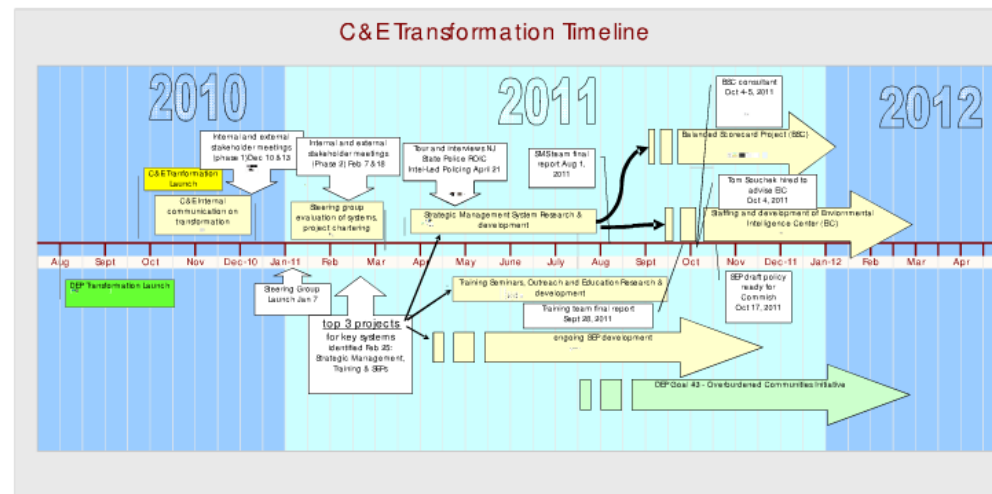 C&E Transformation Timeline
2010
2011
2012
BSC consultant
Oct 4-5, 2011
Internal and external
stakeholder meetings
(phase 1)Dec 10 & 13
Internal and external
stakeholder meetings
(Phase 2) Feb 7 & 18
Tour and interviews NJ
State Police ROIC
Intel-Led Policing April 21
SMS team final
report Aug 1,
2011
Balanced Scorecard Project (BSC)
C&E Tranformation
Launch
C&E Internal
communication on
transformation
Steering group
evaluation of systems,
project chartering
Strategic Management System Research &
development
Tom Souchek hired to
advise EIC
Oct 4, 2011
Staffing and development of Environmental
Intelligence Center (EIC)
Aug Sept Oct Nov Dec-10 Jan-11 Feb Mar Apr May June July Aug Sept Oct Nov Dec-11 Jan-12 Feb Mar Apr
DEP Transformation Launch
Steering Group
Launch Jan 7
Training Seminars, Outreach and Education Research &
development
Training team final report
Sept 26, 2011
SEP draft policy
ready for
Commish
Oct 17, 2011
top 3 projects
for key systems
identified Feb 25:
Strategic Management,
Training & SEPs
ongoing SEP development
DEP Goal 43 - Overburdened Communities Initiative